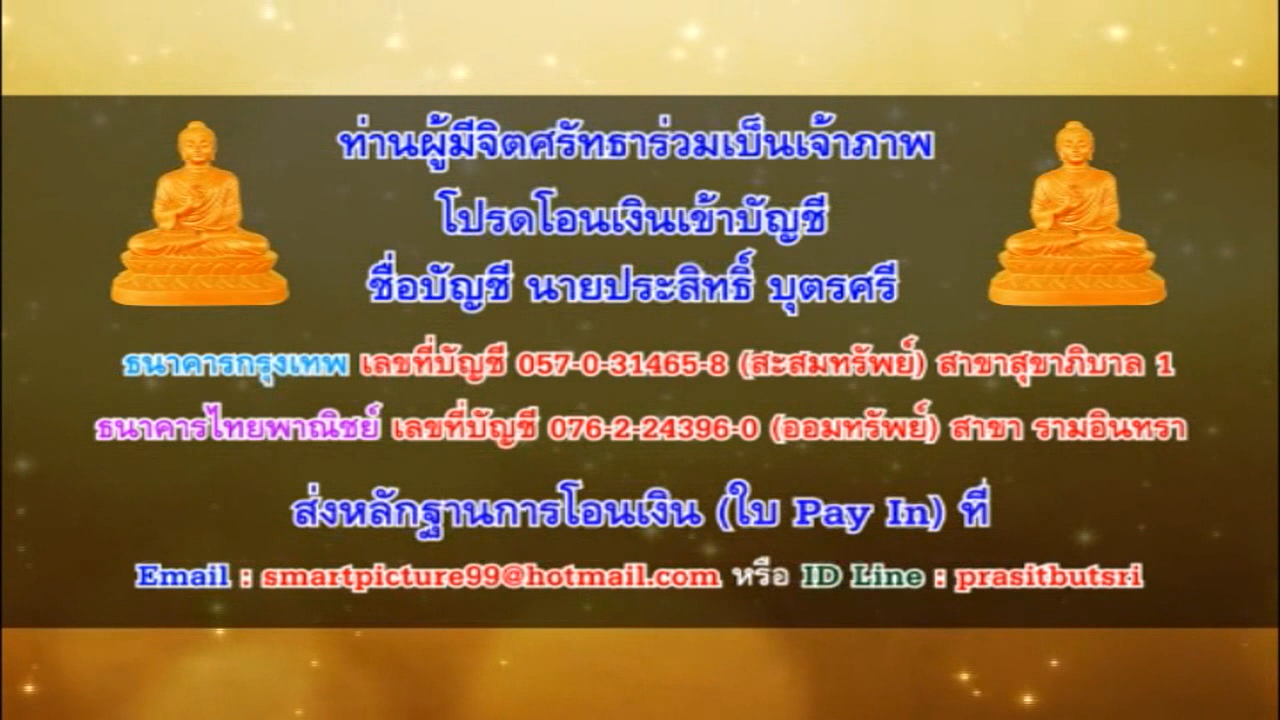 ท่านผู้มีจิตศรัทธาร่วมเป็นเจ้าภาพ
โปรดโอนเงินเข้าบัญชี
ชื่อบัญชี นายประสิทธิ์ บุตรศรี
ธนาคารกรุงเทพ เลขที่บัญชี 057-0-31465-8 (สะสมทรัพย์) สาขาสุขาภิบาล 1
ธนาคารไทยพาณิชย์ เลขที่บัญชี 076-2-24396-0 (ออมทรัพย์) สาขา รามอินทรา
ส่งหลักฐานการโอนเงิน (ใบ Pay In) ที่
Email : smartpicture99@hotmail.com หรือ ID Line : prasitbutsri